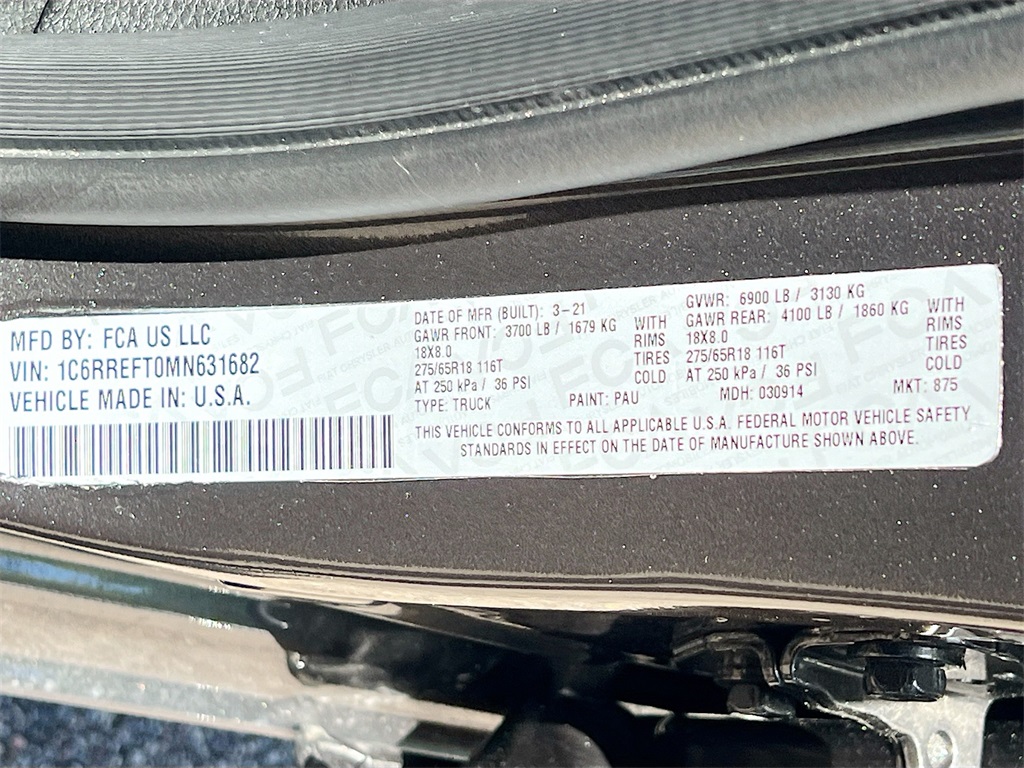 MFD BY: FCA US LLC
VIN: 1C6RREFT0MN631682
VEHICLE MADE IN: U.S.A.
DATE OF MFR (BUILT): 3-21
GAWR FRONT: 3700 LB / 1679 KG WITH
18X8.0 RIMS
275/65R18 116T TIRES
AT 250 kPa / 36 PSI COLD
GVWR: 6900 LB / 3130 KG
GAWR REAR: 4100 LB / 1860 KG WITH
18X8.0 RIMS
275/65R18 116T TIRES
AT 250 kPa / 36 PSI COLD
TYPE: TRUCK PAINT: PAU MDH: 030914 MKT: 875
THIS VEHICLE CONFORMS TO ALL APPLICABLE U.S.A. FEDERAL MOTOR VEHICLE SAFETY
STANDARDS IN EFFECT ON THE DATE OF MANUFACTURE SHOWN ABOVE.